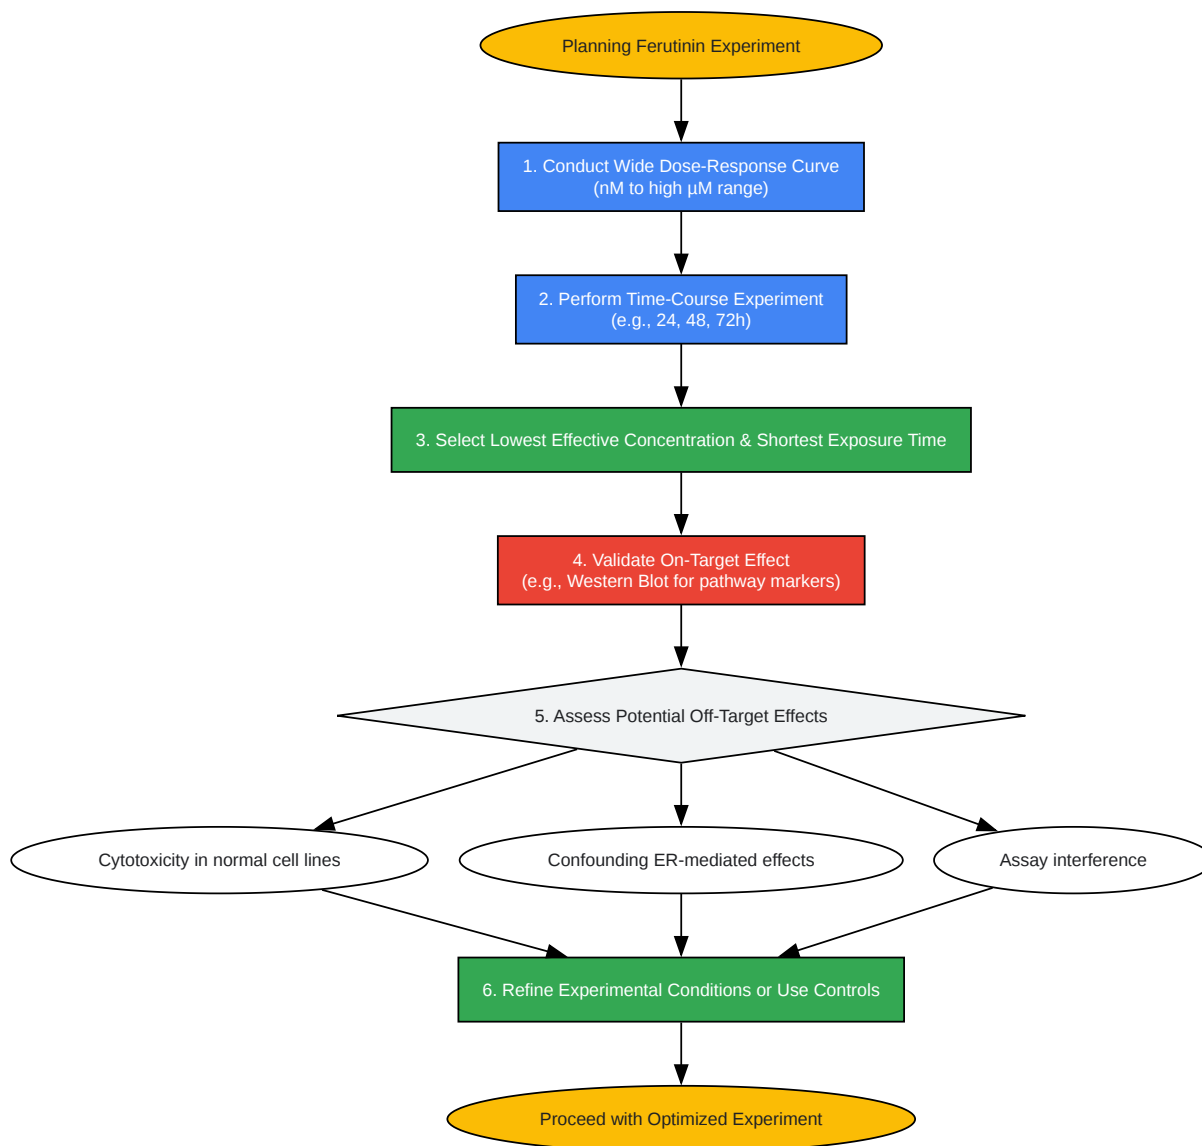 Planning Ferutinin Experiment
1. Conduct Wide Dose-Response Curve
(nM to high µM range)
2. Perform Time-Course Experiment
(e.g., 24, 48, 72h)
3. Select Lowest Effective Concentration & Shortest Exposure Time
4. Validate On-Target Effect
(e.g., Western Blot for pathway markers)
5. Assess Potential Off-Target Effects
Cytotoxicity in normal cell lines
Confounding ER-mediated effects
Assay interference
6. Refine Experimental Conditions or Use Controls
Proceed with Optimized Experiment